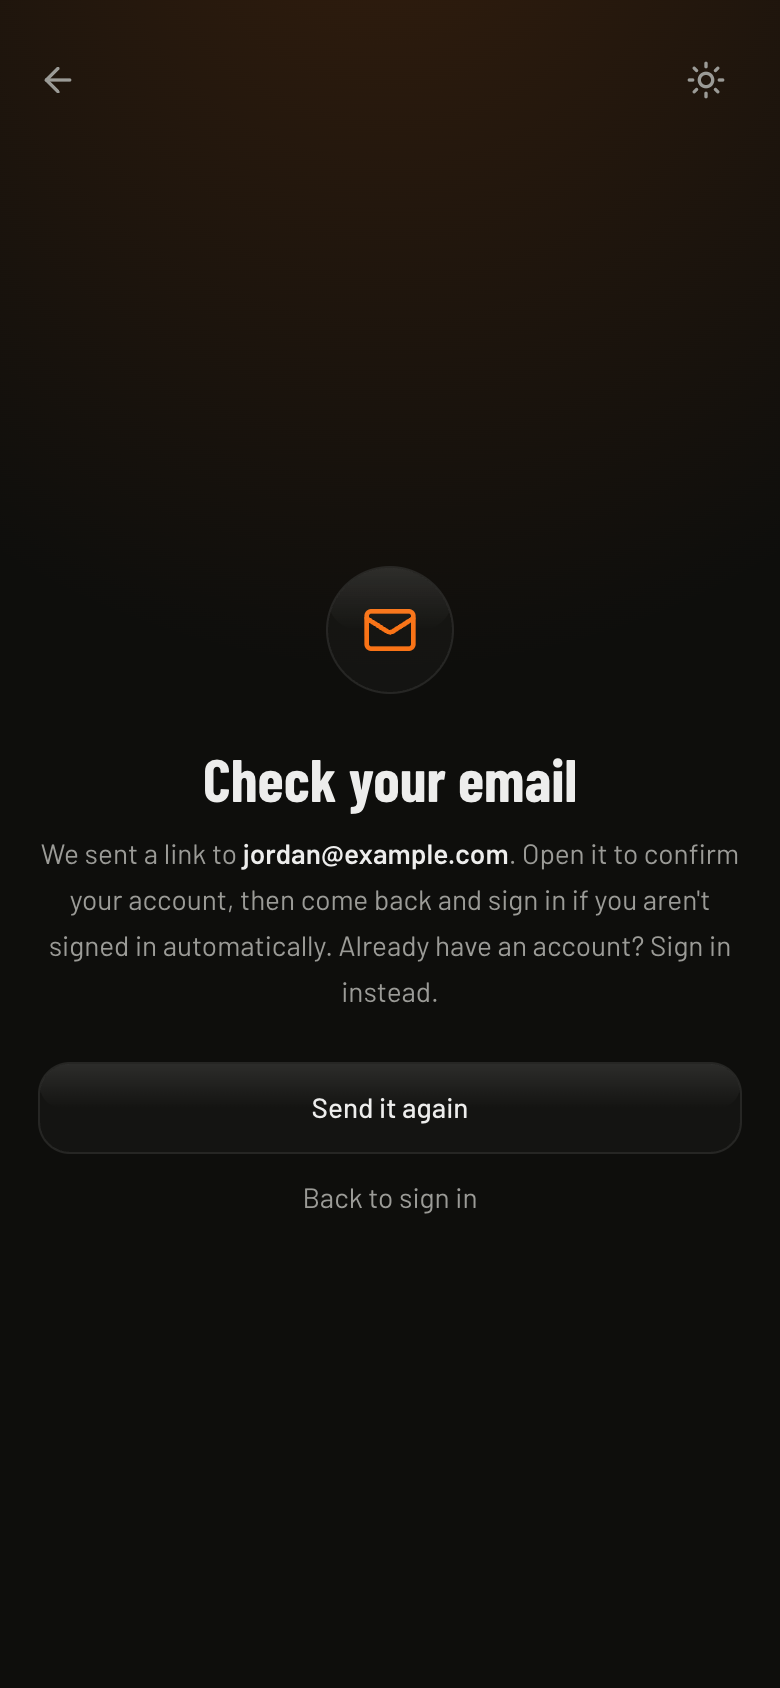 Check your email
We sent a link to jordan@example.com. Open it to confirm
your account, then come back and sign in if you aren't
signed in automatically. Already have an account? Sign in
instead.
Send it again
Back to sign in